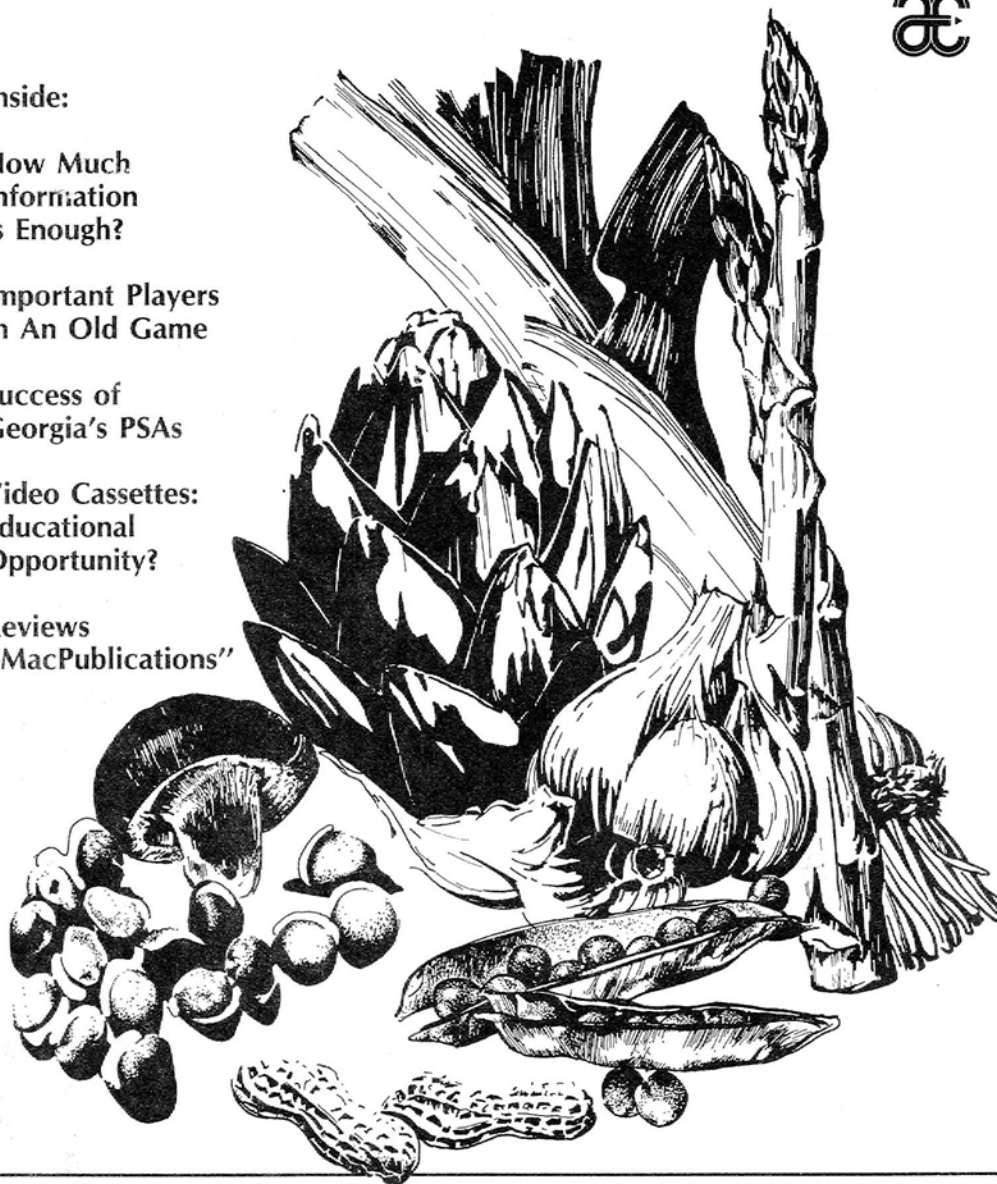 nside:
How Much
nformation
s Enough?
mportant Players
n An Old Game
uccess of
Georgia's PSAs
Video Cassettes:
ducational
Opportunity?
eviews
"MacPublications"